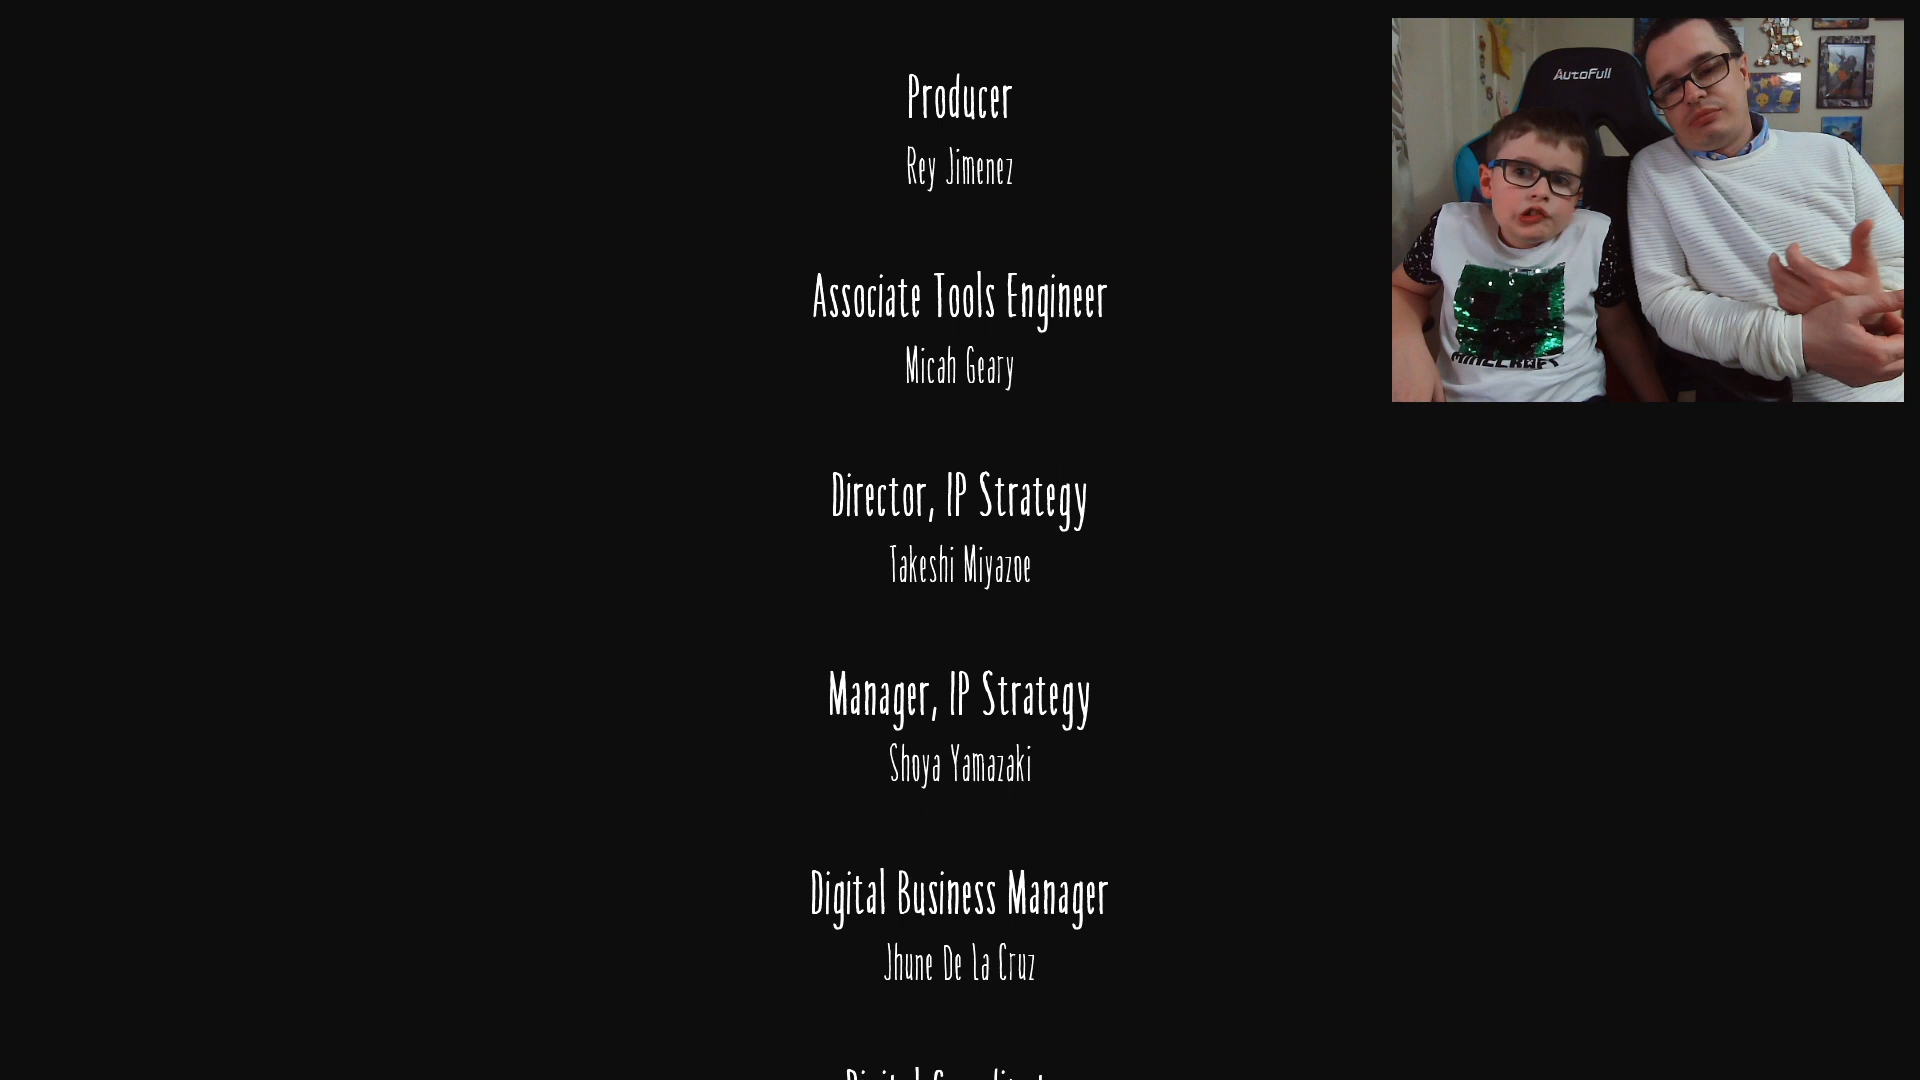 Producer
Rey Jimenez
Associate Tools Engineer
Micah Geary
Director, IP Strategy
Takeshi Miyazoe
Manager, IP Strategy
Shoya Yamazaki
Digital Business Manager
Jhune De La Cruz
AutoFull
MINECRAFT